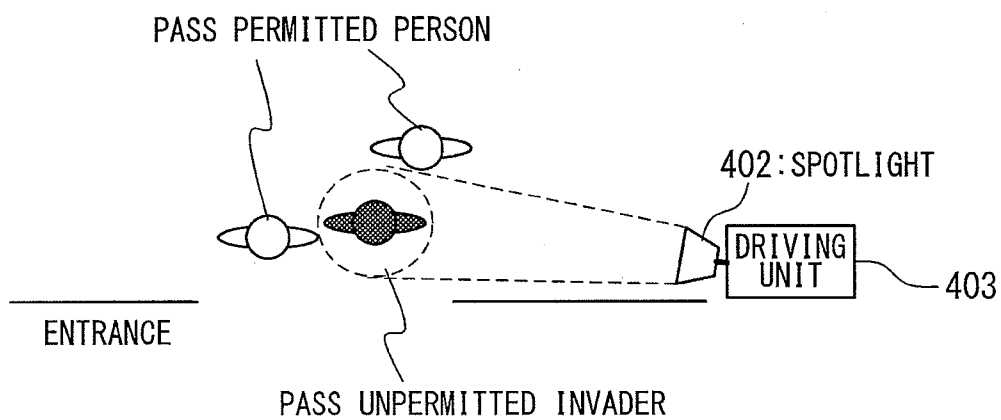 PASS PERMITTED PERSON
402:SPOTLIGHT
DRIVING
UNIT
403
ENTRANCE
PASS UNPERMITTED INVADER